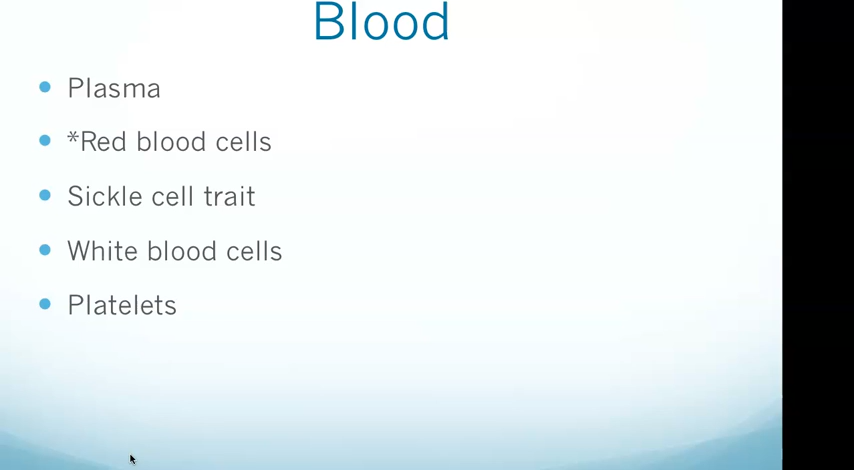 Blood
Plasma
*Red blood cells
Sickle cell trait
White blood cells
Platelets